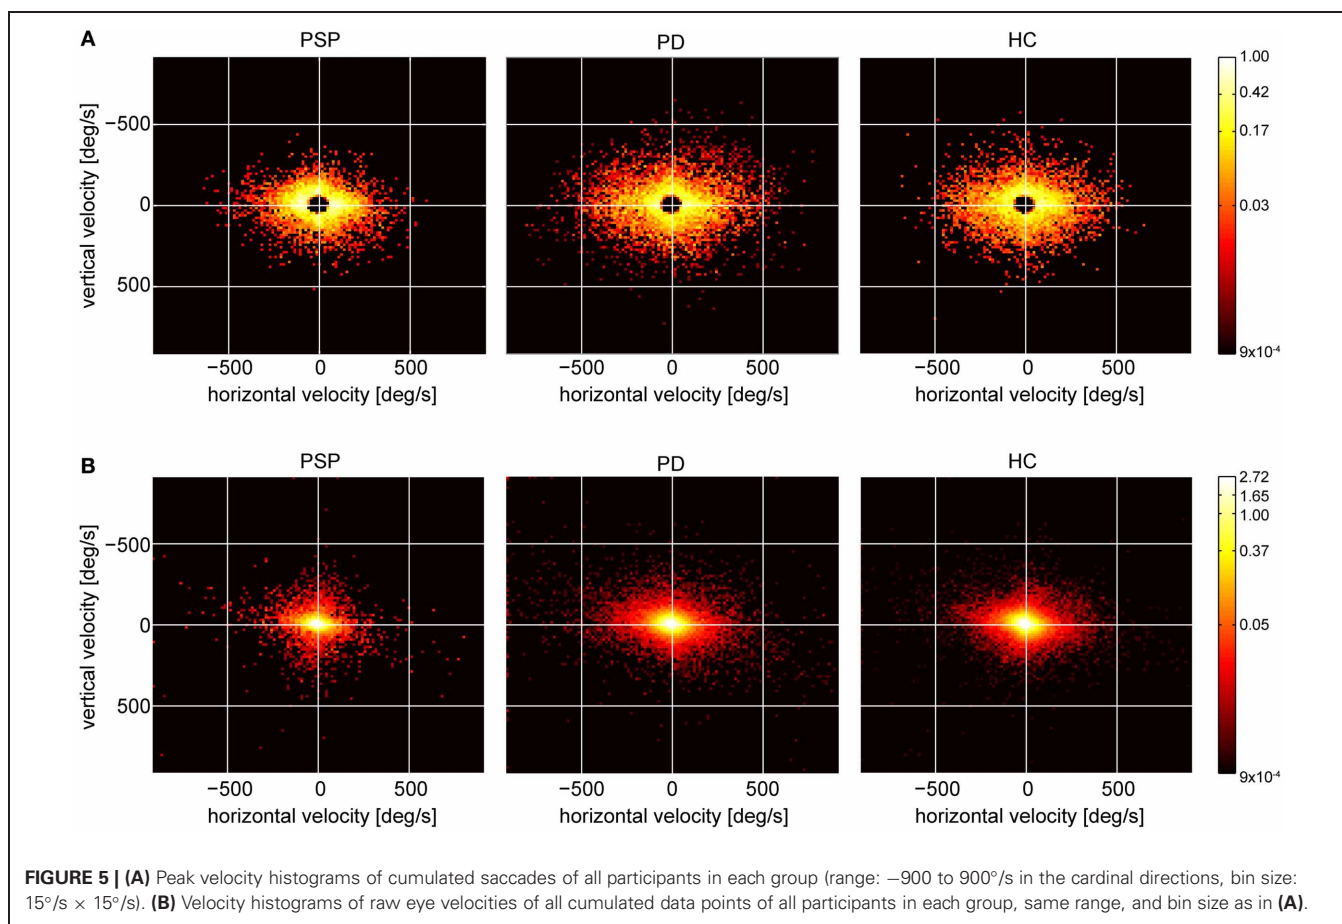 A
PSP PD HC
vertical velocity [deg/s]
−500
0
500
1.00
0.42
0.17
0.03
9x10-4
−500 0 500 −500 0 500 −500 0 500
horizontal velocity [deg/s] horizontal velocity [deg/s] horizontal velocity [deg/s]
B
PSP PD HC
vertical velocity [deg/s]
−500
0
500
2.72
1.65
1.00
0.37
0.05
9x10-4
−500 0 500 −500 0 500 −500 0 500
horizontal velocity [deg/s] horizontal velocity [deg/s] horizontal velocity [deg/s]
FIGURE 5 | (A) Peak velocity histograms of cumulated saccades of all participants in each group (range: −900 to 900°/s in the cardinal directions, bin size:
15°/s × 15°/s). (B) Velocity histograms of raw eye velocities of all cumulated data points of all participants in each group, same range, and bin size as in (A).